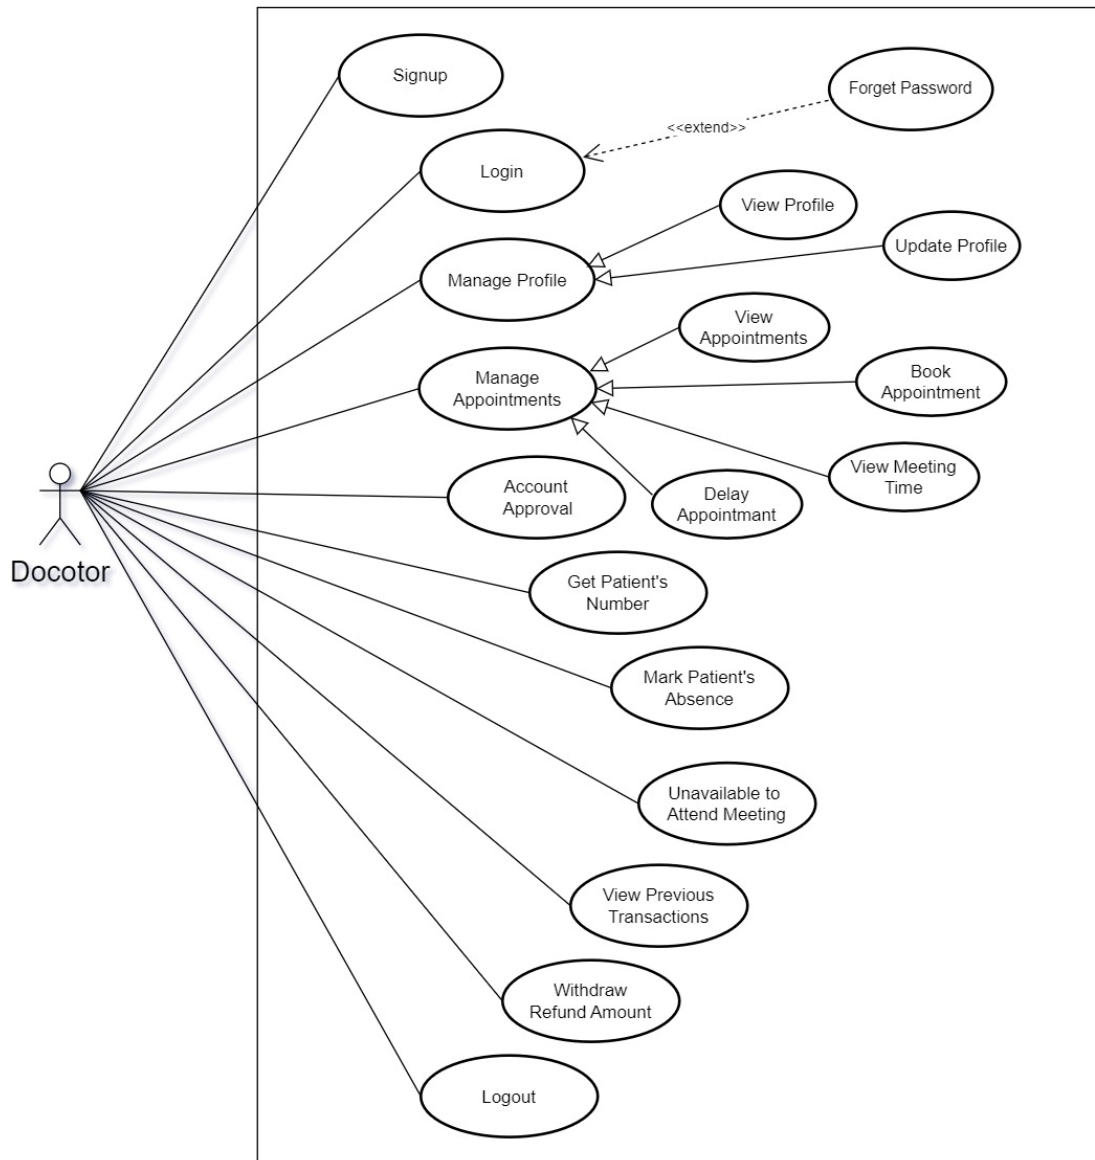 Signup
Forget Password
<<extend>>
Login
View Profile
Update Profile
Manage Profile
View
Appointments
Manage
Appointments
Book
Appointment
View Meeting
Time
Account
Approval
Delay
Appointmant
Docotor
Get Patient's
Number
Mark Patient's
Absence
Unavailable to
Attend Meeting
View Previous
Transactions
Withdraw
Refund Amount
Logout